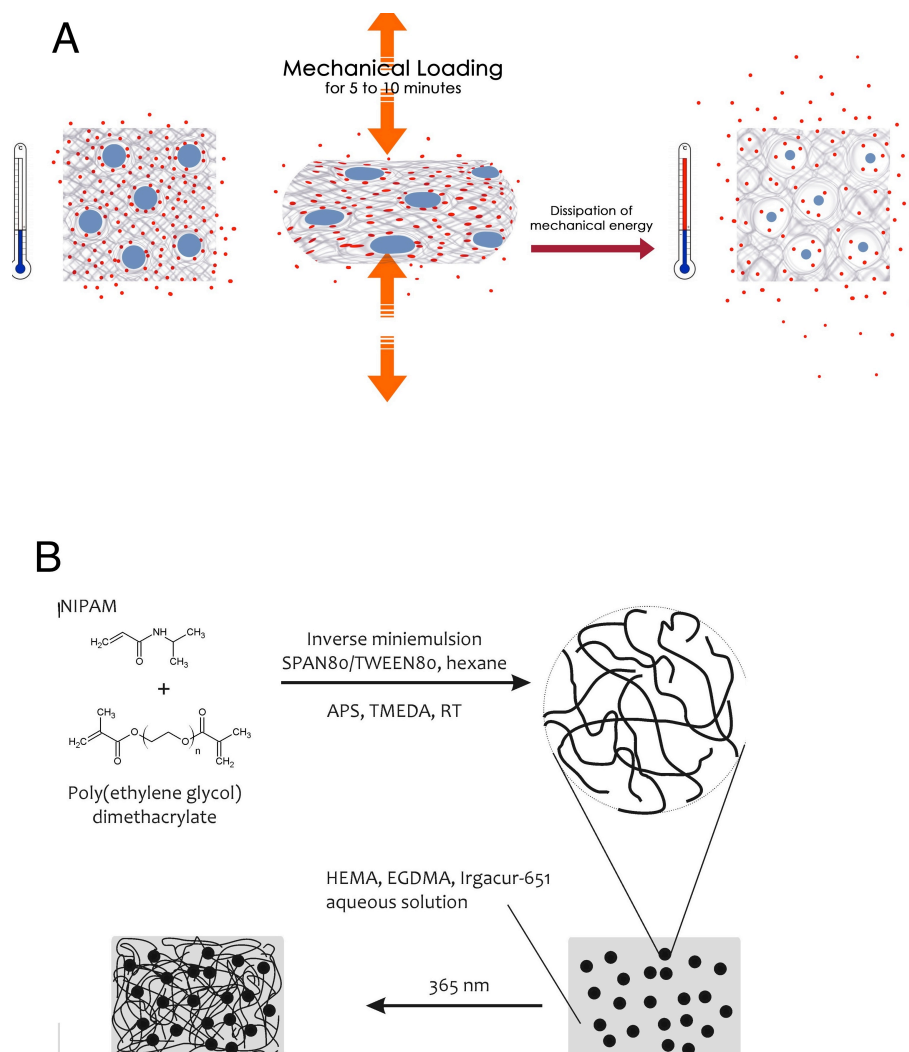 A
Mechanical Loading
for 5 to 10 minutes
C
C
Dissipation of
mechanical energy
B
NIPAM
H₂C
NH
CH₃
O
CH₃
+
CH₃
H₂C
O
O
n
O
O
CH₃
CH₂
Poly(ethylene glycol)
dimethacrylate
Inverse miniemulsion
SPAN80/TWEEN80, hexane
APS, TMEDA, RT
HEMA, EGDMA, Irgacur-651
aqueous solution
365 nm